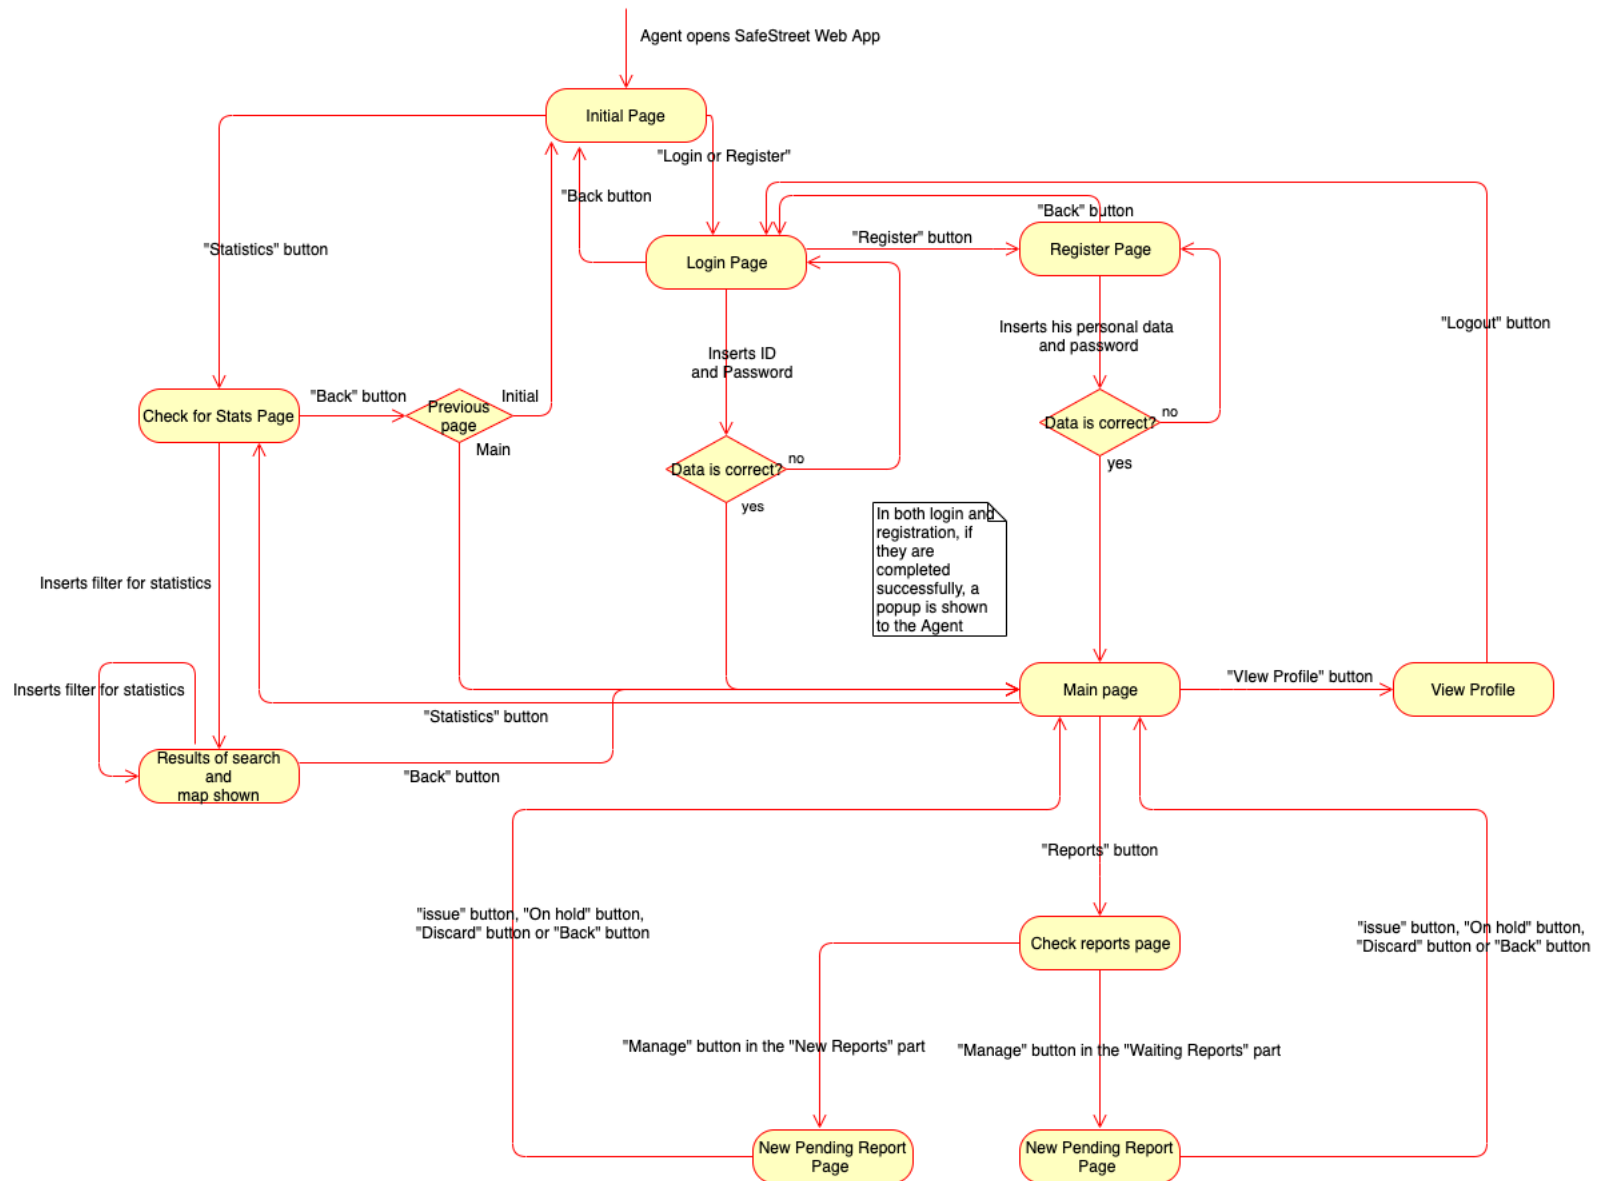 Agent opens SafeStreet Web App
Initial Page
"Login or Register"
"Back button
"Back" button
"Statistics" button
"Register" button
Register Page
Login Page
"Logout" button
Inserts his personal data
and password
Inserts ID
and Password
"Back" button
Initial
Check for Stats Page
Previous
page
no
Data is correct?
Main
yes
no
Data is correct?
yes
In both login and
registration, if
they are
completed
successfully, a
popup is shown
to the Agent
Inserts filter for statistics
"VIew Profile" button
Inserts filter for statistics
Main page
View Profile
"Statistics" button
Results of search
and
map shown
"Back" button
"Reports" button
"issue" button, "On hold" button,
"Discard" button or "Back" button
"issue" button, "On hold" button,
"Discard" button or "Back" button
Check reports page
"Manage" button in the "New Reports" part
"Manage" button in the "Waiting Reports" part
New Pending Report
Page
New Pending Report
Page